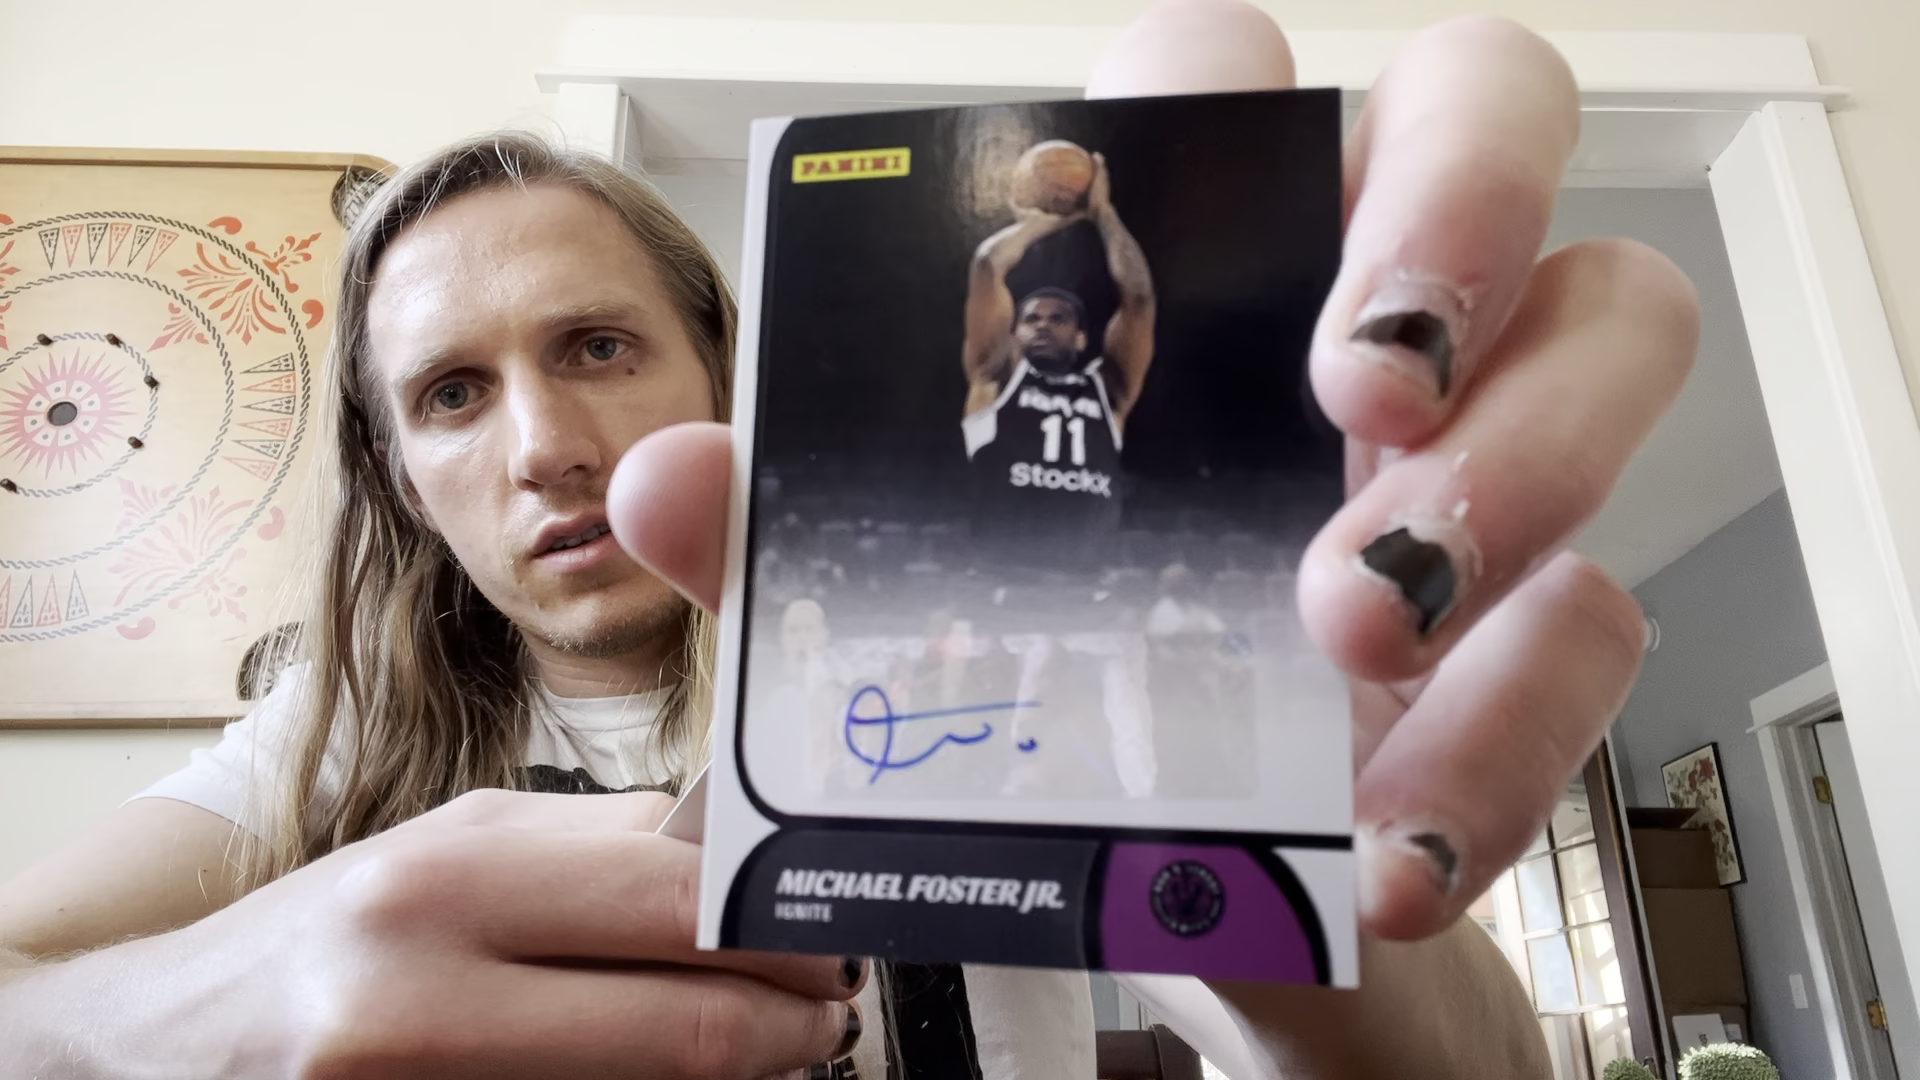 PANINI
11
StockX
MICHAEL FOSTER JR.
IGNITE